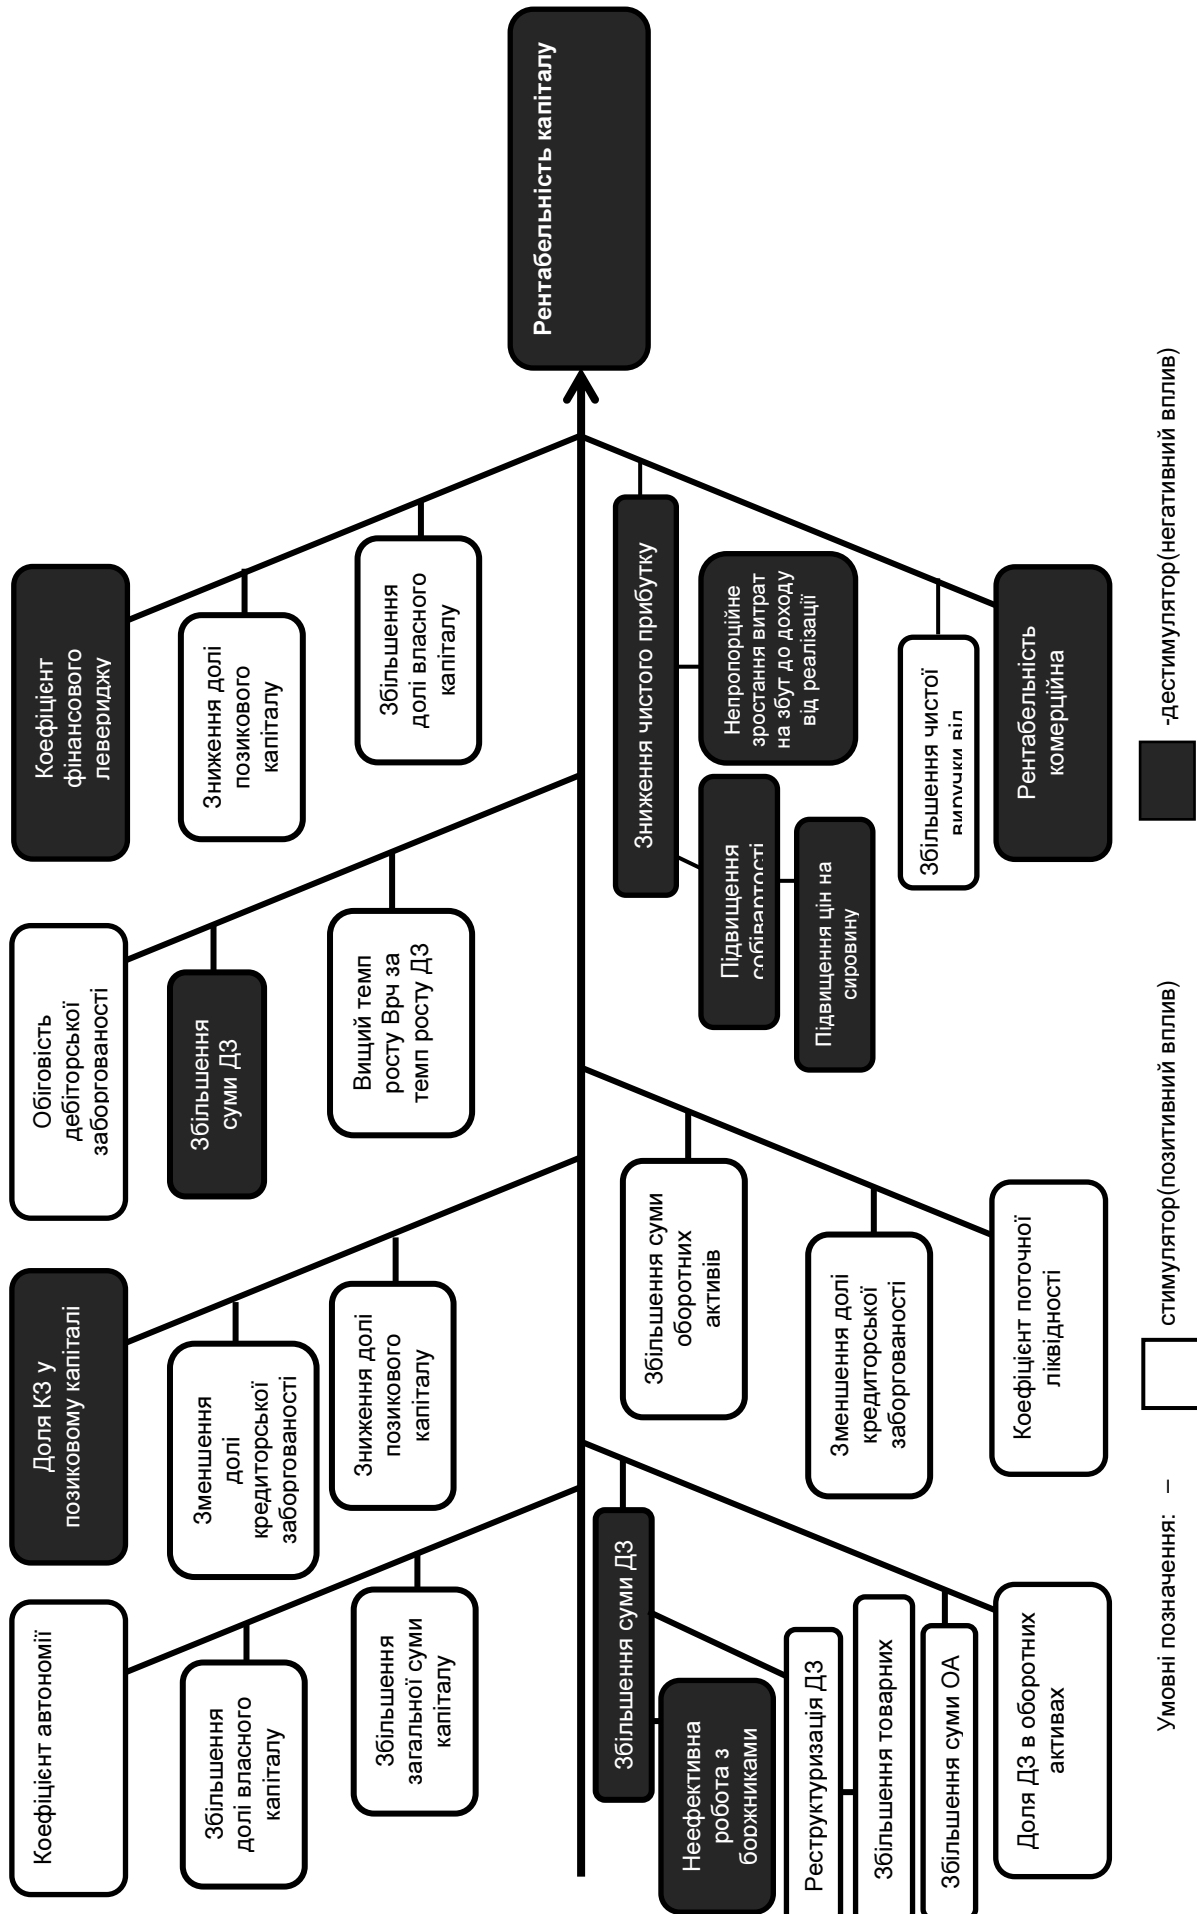 Коефіцієнт автономії
Збільшення
долі власного
капіталу
Збільшення
загальної суми
капіталу
Доля КЗ у
позиковому капіталі
Зменшення
долі
кредиторської
заборгованості
Зниження долі
позикового
капіталу
Обіговість
дебіторської
заборгованості
Збільшення
суми ДЗ
Вищий темп
росту Врч за
темп росту ДЗ
Коефіцієнт
фінансового
левериджу
Зниження долі
позикового
капіталу
Збільшення
долі власного
капіталу
Рентабельність капіталу
Збільшення суми ДЗ
Неефективна
робота з
боржниками
Реструктуризація ДЗ
Збільшення товарних
Збільшення суми ОА
Доля ДЗ в оборотних
активах
Збільшення суми
оборотних
активів
Зменшення долі
кредиторської
заборгованості
Коефіцієнт поточної
ліквідності
Зниження чистого прибутку
Непропорційне
зростання витрат
на збут до доходу
від реалізації
Підвищення
собівартості
Підвищення цін на
сировину
Збільшення чистої
виручки від
Рентабельність
комерційна
Умовні позначення: – стимулятор(позитивний вплив) -дестимулятор(негативний вплив)